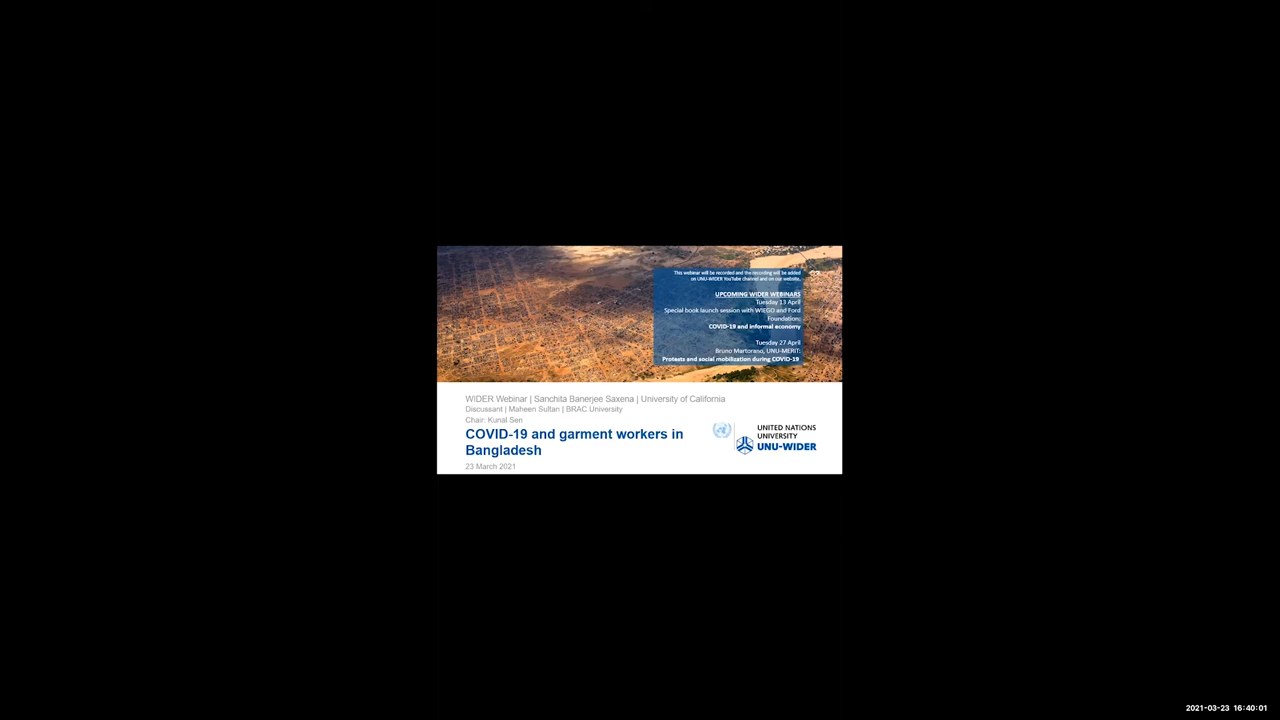 This webinar will be recorded and the recording will be added
on UNU-WIDER YouTube channel and on our website.
UPCOMING WIDER WEBINARS
Tuesday 13 April
Special book launch session with WIEGO and Ford
Foundation:
COVID-19 and informal economy
Tuesday 27 April
Bruno Martorano, UNU-MERIT:
Protests and social mobilization during COVID-19
WIDER Webinar | Sanchita Banerjee Saxena | University of California
Discussant | Maheen Sultan | BRAC University
Chair: Kunal Sen
COVID-19 and garment workers in
Bangladesh
23 March 2021
UNITED NATIONS
UNIVERSITY
UNU-WIDER
2021-03-23 16:40:01